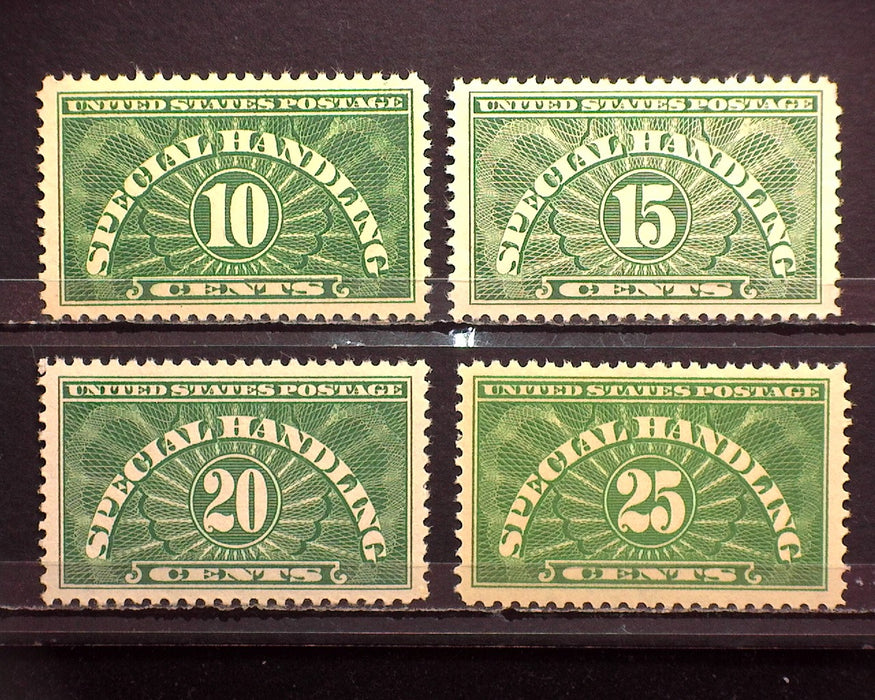 UNITED STATES POSTAGE
SPECIAL HANDLING
10
CENTS
UNITED STATES POSTAGE
SPECIAL HANDLING
15
CENTS
UNITED STATES POSTAGE
SPECIAL HANDLING
20
CENTS
UNITED STATES POSTAGE
SPECIAL HANDLING
25
CENTS